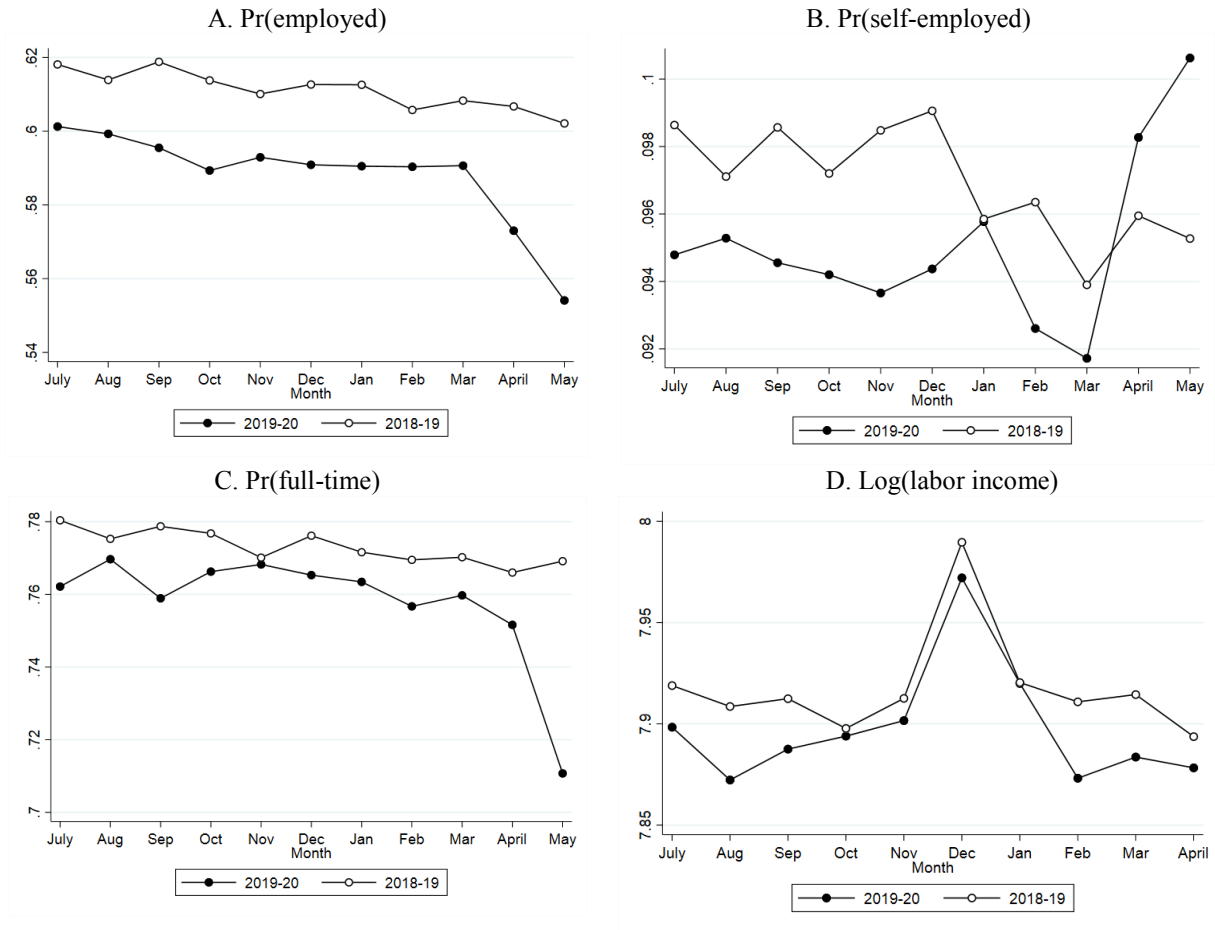 A. Pr(employed)
.62
.6
.58
.56
.54
July Aug Sep Oct Nov Dec Jan Feb Mar April May
Month
2019-20 2018-19
B. Pr(self-employed)
.1
.098
.096
.094
.092
July Aug Sep Oct Nov Dec Jan Feb Mar April May
Month
2019-20 2018-19
C. Pr(full-time)
.78
.76
.74
.72
.7
July Aug Sep Oct Nov Dec Jan Feb Mar April May
Month
2019-20 2018-19
D. Log(labor income)
8
7.95
7.9
7.85
July Aug Sep Oct Nov Dec Jan Feb Mar April
Month
2019-20 2018-19